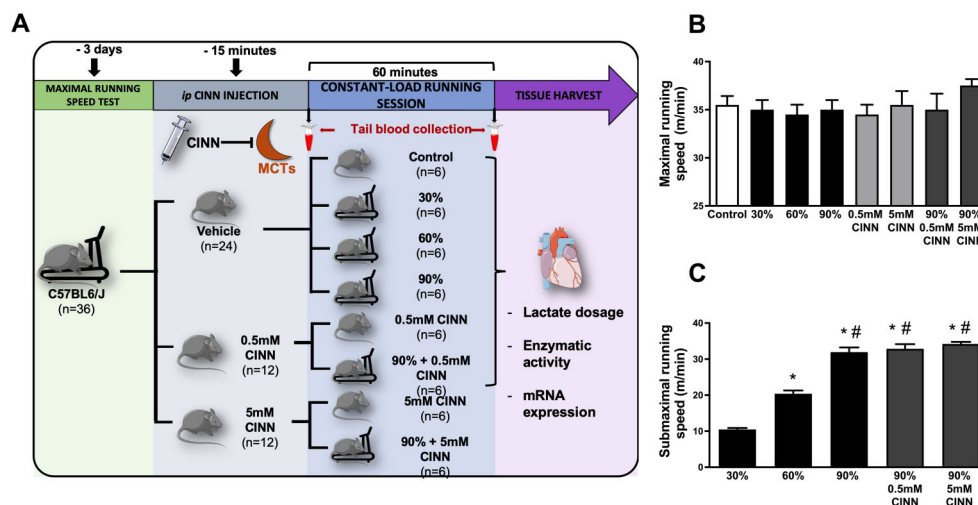 A
- 3 days
- 15 minutes
60 minutes
MAXIMAL RUNNING
SPEED TEST
ip CINN INJECTION
CONSTANT-LOAD RUNNING
SESSION
TISSUE HARVEST
CINN
MCTs
Tail blood collection
C57BL6/J
(n=36)
Vehicle
(n=24)
0.5mM
CINN
(n=12)
5mM
CINN
(n=12)
Control
(n=6)
30%
(n=6)
60%
(n=6)
90%
(n=6)
0.5mM CINN
(n=6)
90% + 0.5mM
CINN
(n=6)
5mM CINN
(n=6)
90% + 5mM
CINN
(n=6)
- Lactate dosage
- Enzymatic
activity
- mRNA
expression
B
Maximal running
speed (m/min)
40
35
30
25
Control
30%
60%
90%
0.5mM
CINN
5mM
CINN
90%
0.5mM
CINN
90%
5mM
CINN
C
Submaximal running
speed (m/min)
40
30
20
10
0
*
* #
* #
* #
30%
60%
90%
90%
0.5mM
CINN
90%
5mM
CINN